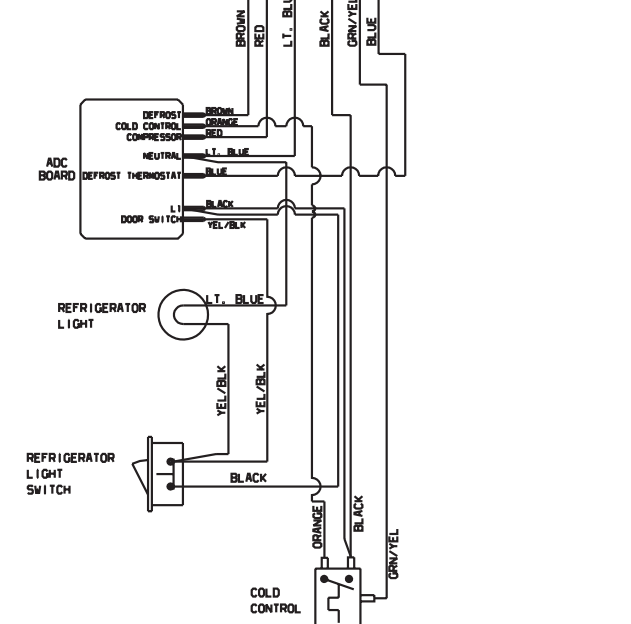 BROWN
RED
LT. BLU
BLACK
GRN/YEL
BLUE
DEFROST
BROWN
COLD CONTROL
ORANGE
COMPRESSOR
RED
NEUTRAL
LT. BLUE
ADC
BOARD
DEFROST THERMOSTAT
BLUE
L1
BLACK
DOOR SWITCH
YEL/BLK
REFRIGERATOR
LIGHT
LT. BLUE
YEL/BLK
YEL/BLK
REFRIGERATOR
LIGHT
SWITCH
BLACK
ORANGE
BLACK
GRN/YEL
COLD
CONTROL